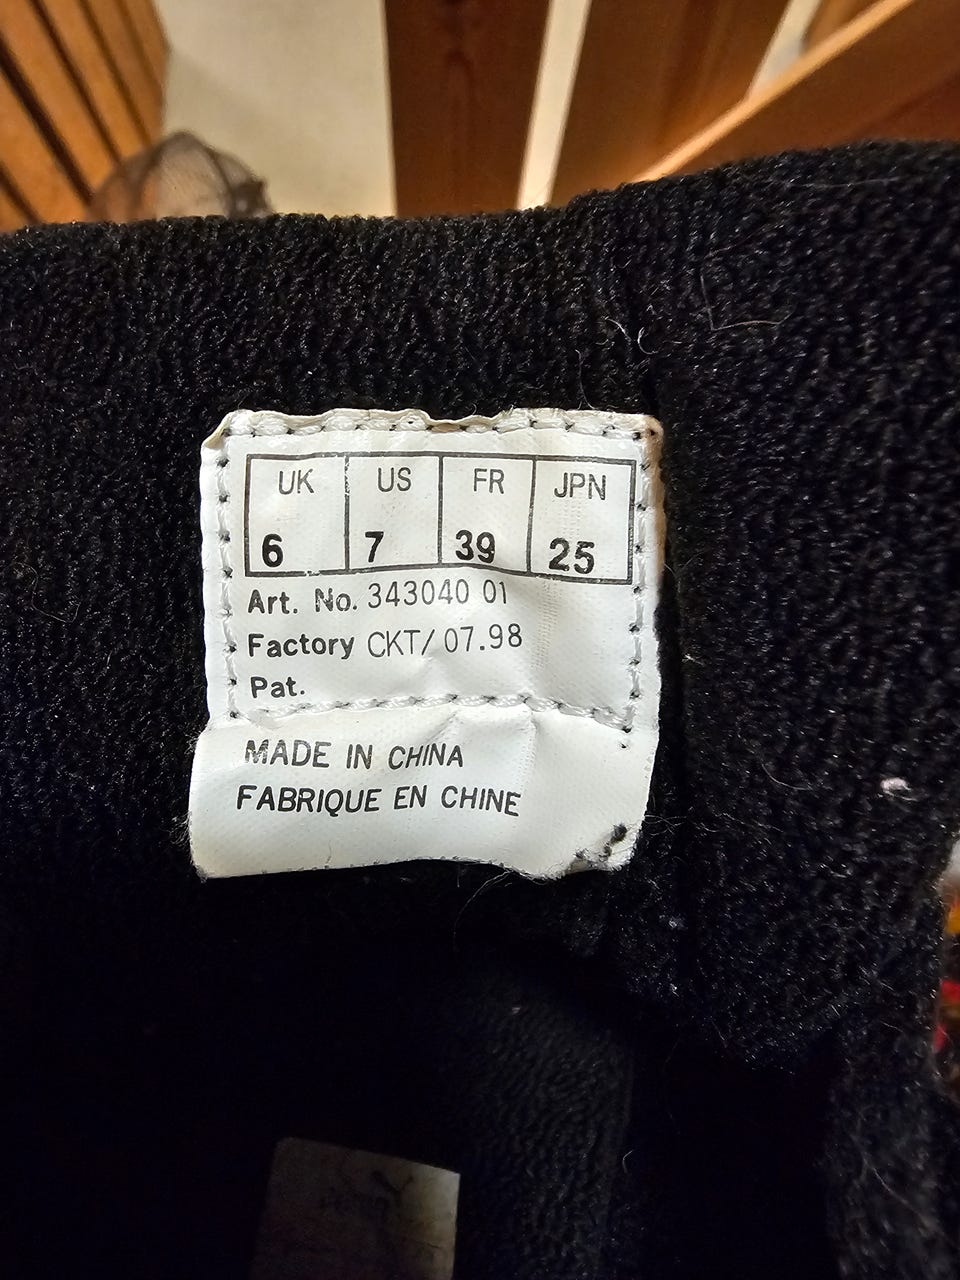 UK US FR JPN
6 7 39 25
Art. No. 343040 01
Factory CKT/ 07.98
Pat.
MADE IN CHINA
FABRIQUE EN CHINE